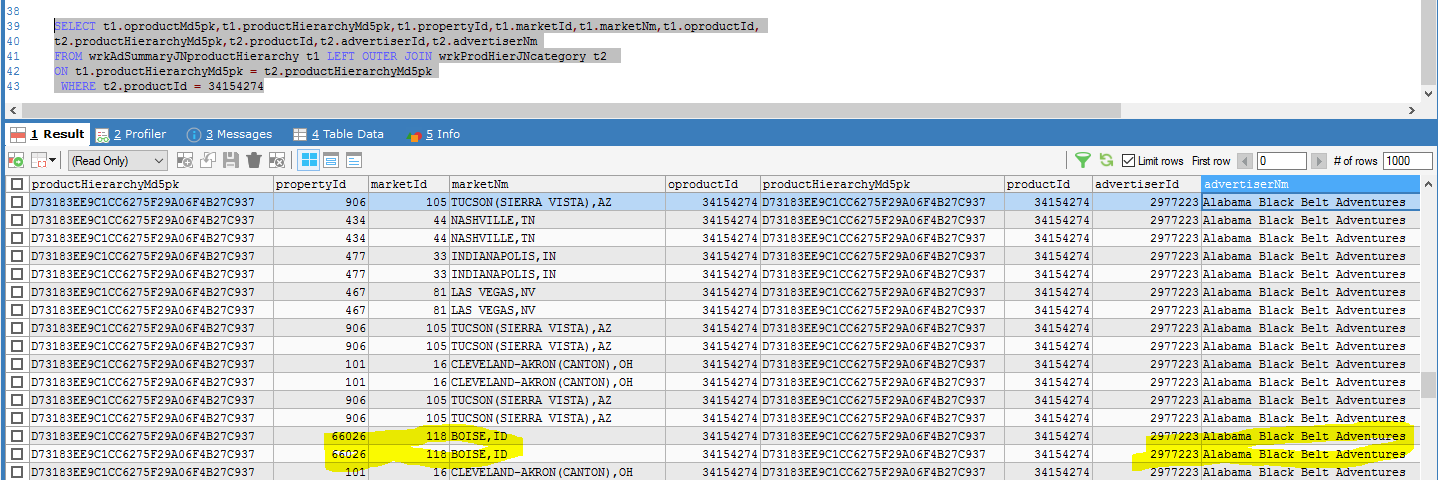 38
39 SELECT t1.oproductMd5pk,t1.productHierarchyMd5pk,t1.propertyId,t1.marketId,t1.marketNm,t1.oproductId,
40 t2.productHierarchyMd5pk,t2.productId,t2.advertiserId,t2.advertiserNm
41 FROM wrkAdSummaryJNproductHierarchy t1 LEFT OUTER JOIN wrkProdHierJNcategory t2
42 ON t1.productHierarchyMd5pk = t2.productHierarchyMd5pk
43 WHERE t2.productId = 34154274
1 Result 2 Profiler 3 Messages 4 Table Data 5 Info
(Read Only) Limit rows First row 0 # of rows 1000
productHierarchyMd5pk propertyId marketId marketNm oproductId productHierarchyMd5pk productId advertiserId advertiserNm
D73183EE9C1CC6275F29A06F4B27C937 906 105 TUCSON(SIERRA VISTA),AZ 34154274 D73183EE9C1CC6275F29A06F4B27C937 34154274 2977223 Alabama Black Belt Adventures
D73183EE9C1CC6275F29A06F4B27C937 434 44 NASHVILLE,TN 34154274 D73183EE9C1CC6275F29A06F4B27C937 34154274 2977223 Alabama Black Belt Adventures
D73183EE9C1CC6275F29A06F4B27C937 434 44 NASHVILLE,TN 34154274 D73183EE9C1CC6275F29A06F4B27C937 34154274 2977223 Alabama Black Belt Adventures
D73183EE9C1CC6275F29A06F4B27C937 477 33 INDIANAPOLIS,IN 34154274 D73183EE9C1CC6275F29A06F4B27C937 34154274 2977223 Alabama Black Belt Adventures
D73183EE9C1CC6275F29A06F4B27C937 477 33 INDIANAPOLIS,IN 34154274 D73183EE9C1CC6275F29A06F4B27C937 34154274 2977223 Alabama Black Belt Adventures
D73183EE9C1CC6275F29A06F4B27C937 467 81 LAS VEGAS,NV 34154274 D73183EE9C1CC6275F29A06F4B27C937 34154274 2977223 Alabama Black Belt Adventures
D73183EE9C1CC6275F29A06F4B27C937 467 81 LAS VEGAS,NV 34154274 D73183EE9C1CC6275F29A06F4B27C937 34154274 2977223 Alabama Black Belt Adventures
D73183EE9C1CC6275F29A06F4B27C937 906 105 TUCSON(SIERRA VISTA),AZ 34154274 D73183EE9C1CC6275F29A06F4B27C937 34154274 2977223 Alabama Black Belt Adventures
D73183EE9C1CC6275F29A06F4B27C937 906 105 TUCSON(SIERRA VISTA),AZ 34154274 D73183EE9C1CC6275F29A06F4B27C937 34154274 2977223 Alabama Black Belt Adventures
D73183EE9C1CC6275F29A06F4B27C937 101 16 CLEVELAND-AKRON(CANTON),OH 34154274 D73183EE9C1CC6275F29A06F4B27C937 34154274 2977223 Alabama Black Belt Adventures
D73183EE9C1CC6275F29A06F4B27C937 101 16 CLEVELAND-AKRON(CANTON),OH 34154274 D73183EE9C1CC6275F29A06F4B27C937 34154274 2977223 Alabama Black Belt Adventures
D73183EE9C1CC6275F29A06F4B27C937 906 105 TUCSON(SIERRA VISTA),AZ 34154274 D73183EE9C1CC6275F29A06F4B27C937 34154274 2977223 Alabama Black Belt Adventures
D73183EE9C1CC6275F29A06F4B27C937 906 105 TUCSON(SIERRA VISTA),AZ 34154274 D73183EE9C1CC6275F29A06F4B27C937 34154274 2977223 Alabama Black Belt Adventures
D73183EE9C1CC6275F29A06F4B27C937 66026 118 BOISE,ID 34154274 D73183EE9C1CC6275F29A06F4B27C937 34154274 2977223 Alabama Black Belt Adventures
D73183EE9C1CC6275F29A06F4B27C937 66026 118 BOISE,ID 34154274 D73183EE9C1CC6275F29A06F4B27C937 34154274 2977223 Alabama Black Belt Adventures
D73183EE9C1CC6275F29A06F4B27C937 101 16 CLEVELAND-AKRON(CANTON),OH 34154274 D73183EE9C1CC6275F29A06F4B27C937 34154274 2977223 Alabama Black Belt Adventures